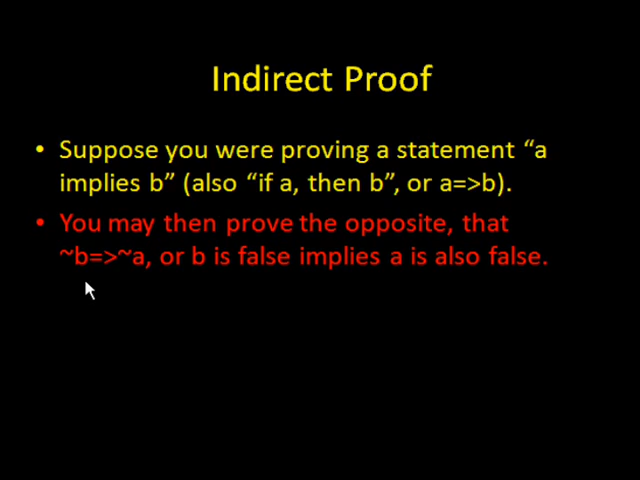 Indirect Proof
• Suppose you were proving a statement “a
implies b” (also “if a, then b”, or a=>b).
• You may then prove the opposite, that
~b=>~a, or b is false implies a is also false.